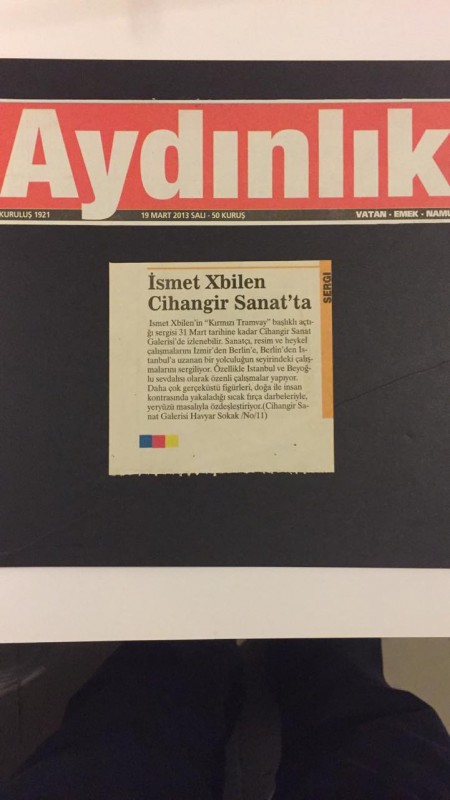 Aydınlık
KURULUŞ 1921
19 MART 2013 SALI - 50 KURUŞ
VATAN - EMEK - NAMU
SERGİ
İsmet Xbilen
Cihangir Sanat'ta
İsmet Xbilen'in "Kırmızı Tramvay" başlıklı açtı-
ğı sergisi 31 Mart tarihine kadar Cihangir Sanat
Galerisi'de izlenebilir. Sanatçı, resim ve heykel
çalışmalarını İzmir'den Berlin'e, Berlin'den İs-
tanbul'a uzanan bir yolculuğun seyirindeki çalış-
malarını sergiliyor. Özellikle İstanbul ve Beyoğ-
lu sevdalısı olarak özenli çalışmalar yapıyor.
Daha çok gerçeküstü figürleri, doğa ile insan
kontrasında yakaladığı sıcak fırça darbeleriyle,
yeryüzü masalıyla özdeşleştiriyor.(Cihangir Sa-
nat Galerisi Havyar Sokak /No/11)